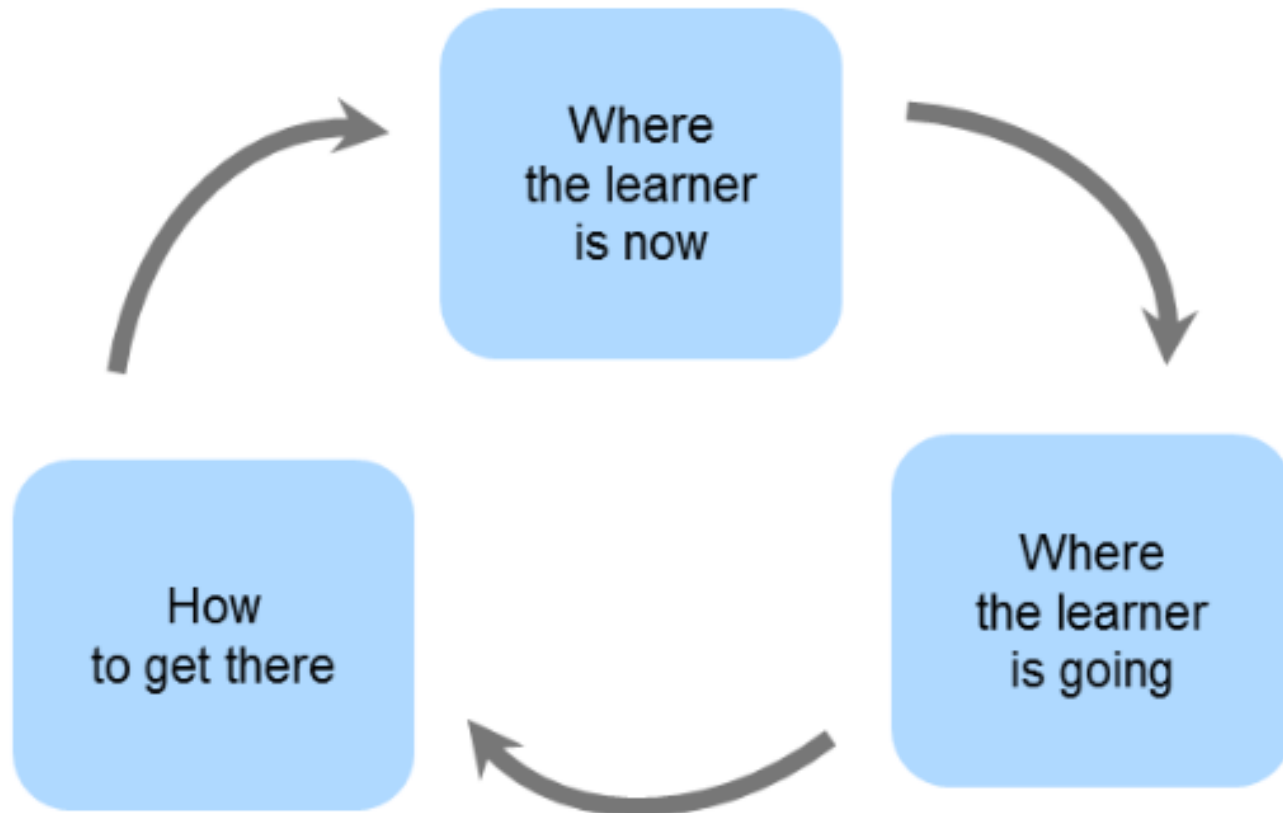 Where
the learner
is now
Where
the learner
is going
How
to get there